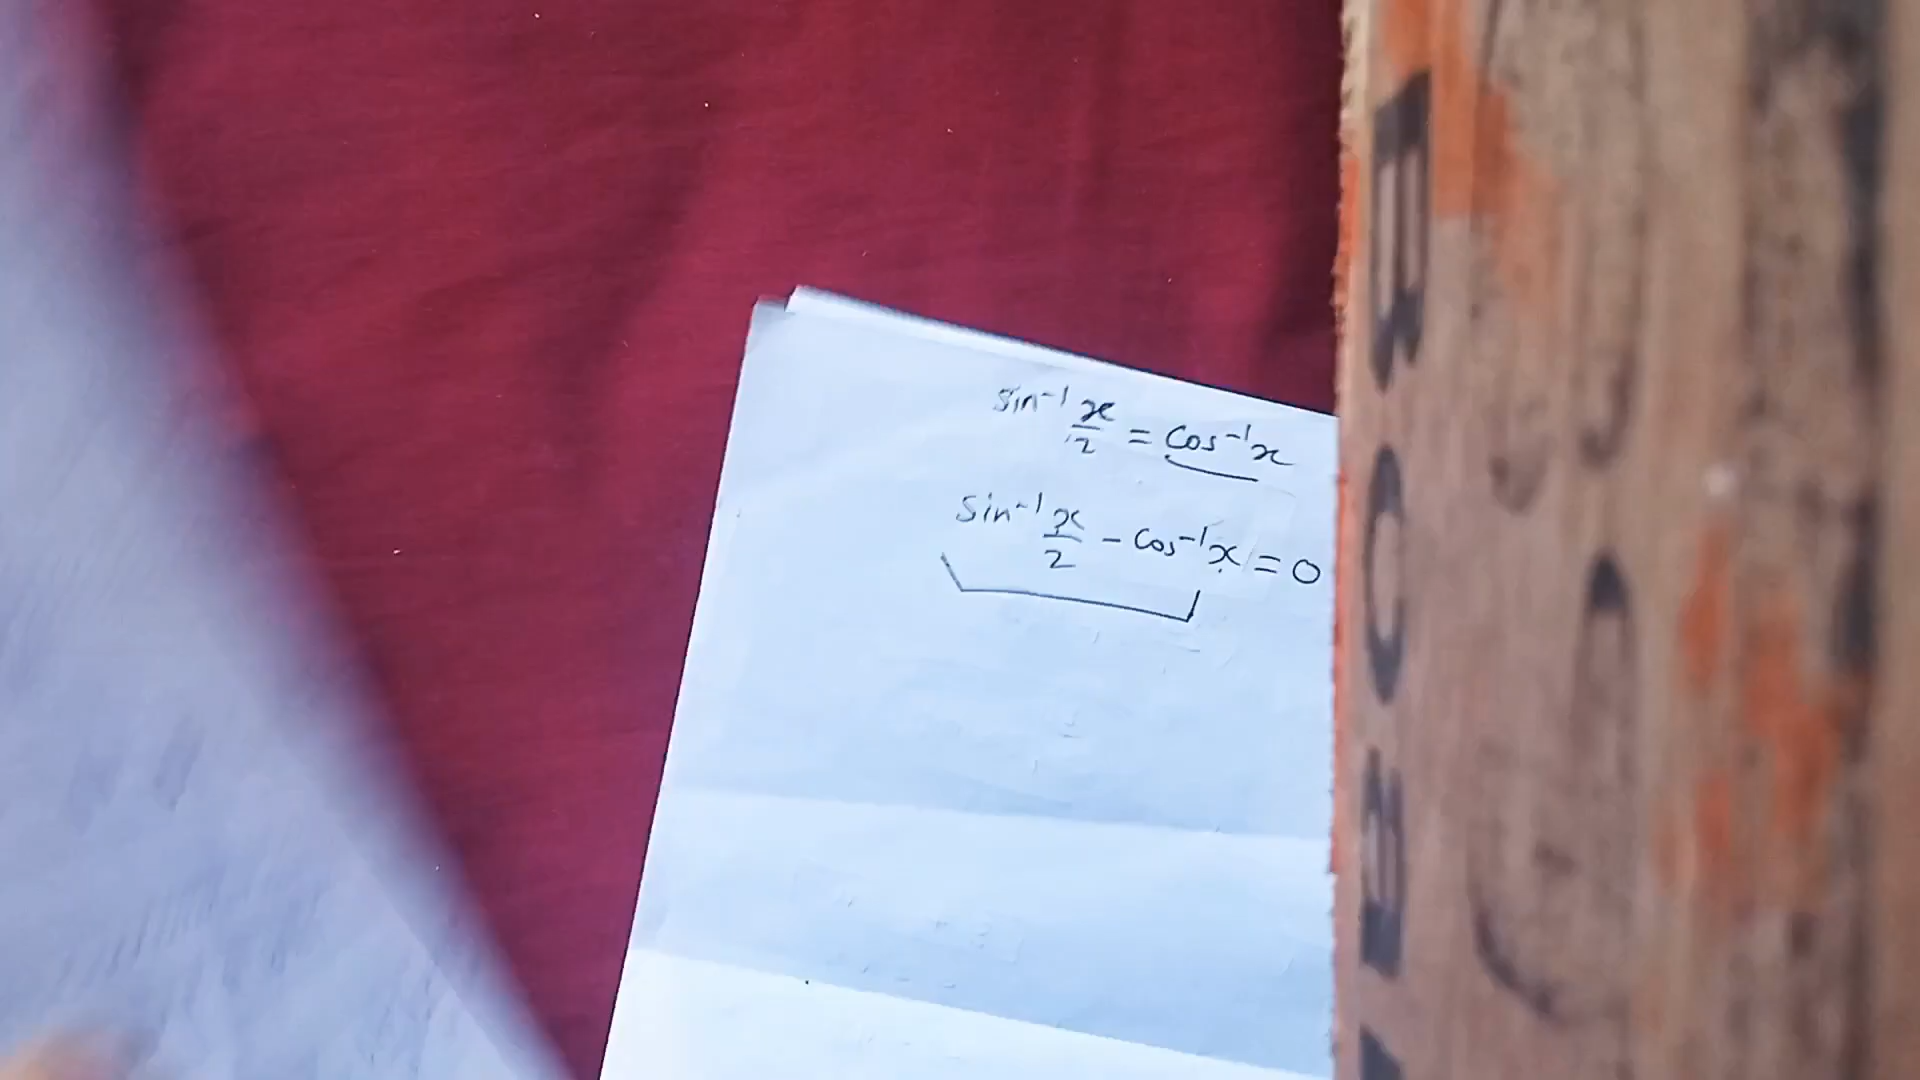 sin⁻¹ x/2 = cos⁻¹x
sin⁻¹ x/2 - cos⁻¹x = 0